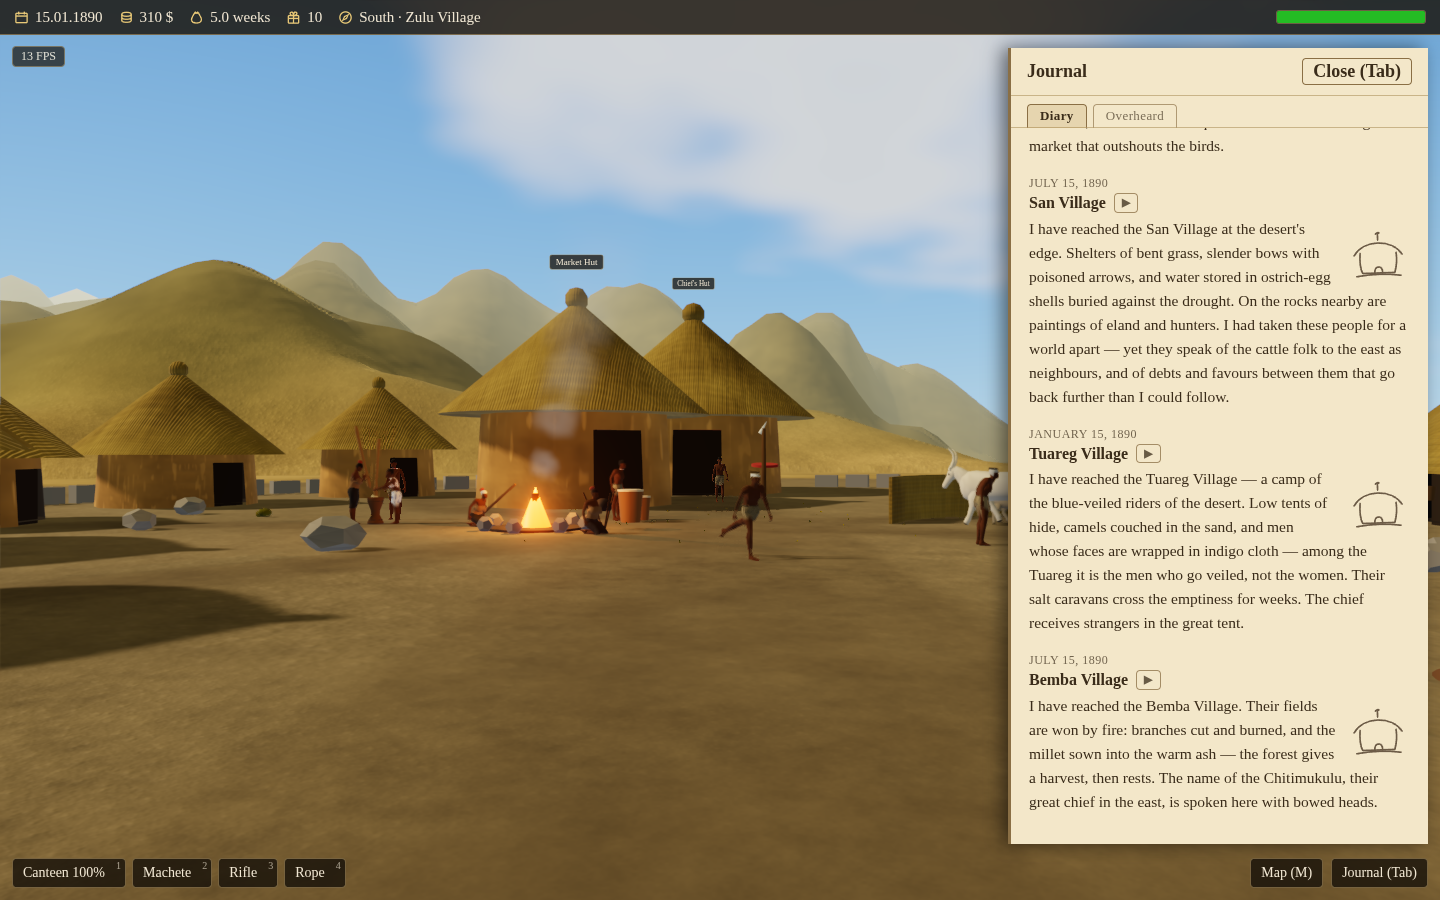 15.01.1890 310 $ 5.0 weeks 10 South · Zulu Village
13 FPS
Market Hut
Chief's Hut
Journal
Close (Tab)
Diary Overheard
market that outshouts the birds.
JULY 15, 1890
San Village
I have reached the San Village at the desert's
edge. Shelters of bent grass, slender bows with
poisoned arrows, and water stored in ostrich-egg
shells buried against the drought. On the rocks nearby are
paintings of eland and hunters. I had taken these people for a
world apart — yet they speak of the cattle folk to the east as
neighbours, and of debts and favours between them that go
back further than I could follow.
JANUARY 15, 1890
Tuareg Village
I have reached the Tuareg Village — a camp of
the blue-veiled riders of the desert. Low tents of
hide, camels couched in the sand, and men
whose faces are wrapped in indigo cloth — among the
Tuareg it is the men who go veiled, not the women. Their
salt caravans cross the emptiness for weeks. The chief
receives strangers in the great tent.
JULY 15, 1890
Bemba Village
I have reached the Bemba Village. Their fields
are won by fire: branches cut and burned, and the
millet sown into the warm ash — the forest gives
a harvest, then rests. The name of the Chitimukulu, their
great chief in the east, is spoken here with bowed heads.
Canteen 100% 1 Machete 2 Rifle 3 Rope 4
Map (M) Journal (Tab)